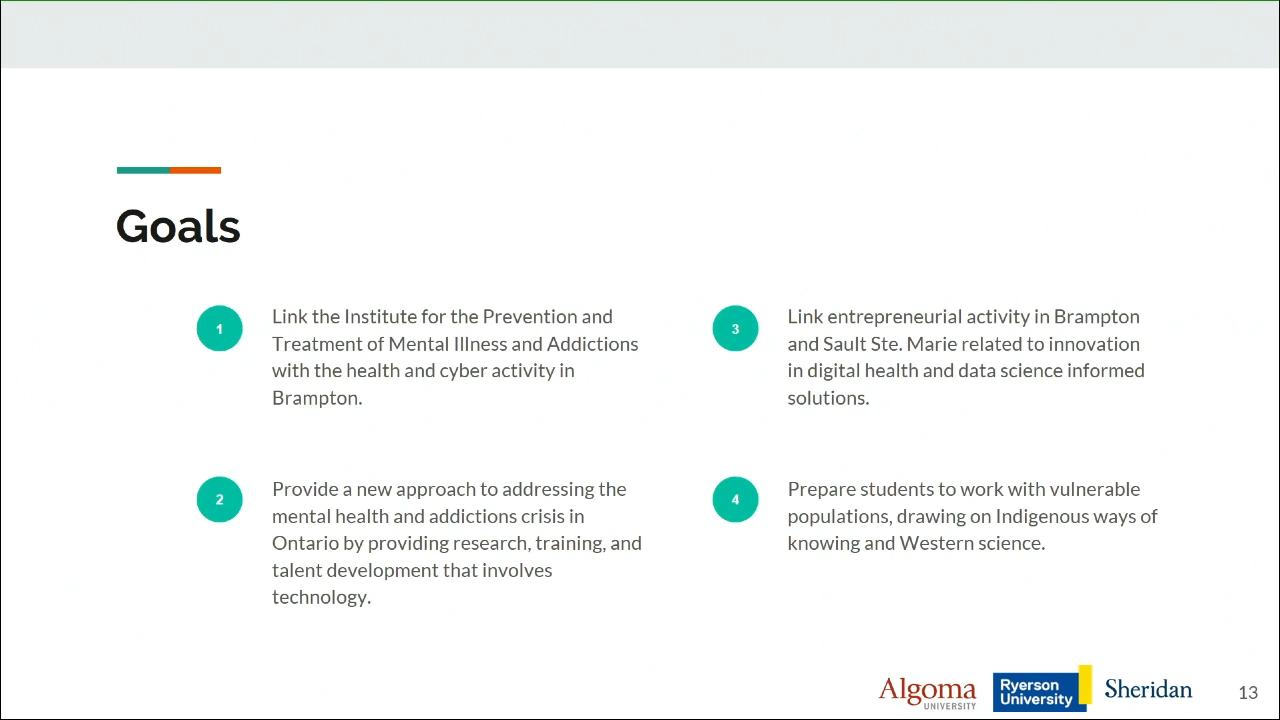 Goals
1
Link the Institute for the Prevention and
Treatment of Mental Illness and Addictions
with the health and cyber activity in
Brampton.
2
Provide a new approach to addressing the
mental health and addictions crisis in
Ontario by providing research, training, and
talent development that involves
technology.
3
Link entrepreneurial activity in Brampton
and Sault Ste. Marie related to innovation
in digital health and data science informed
solutions.
4
Prepare students to work with vulnerable
populations, drawing on Indigenous ways of
knowing and Western science.
Algoma
UNIVERSITY
Ryerson
University
Sheridan
13